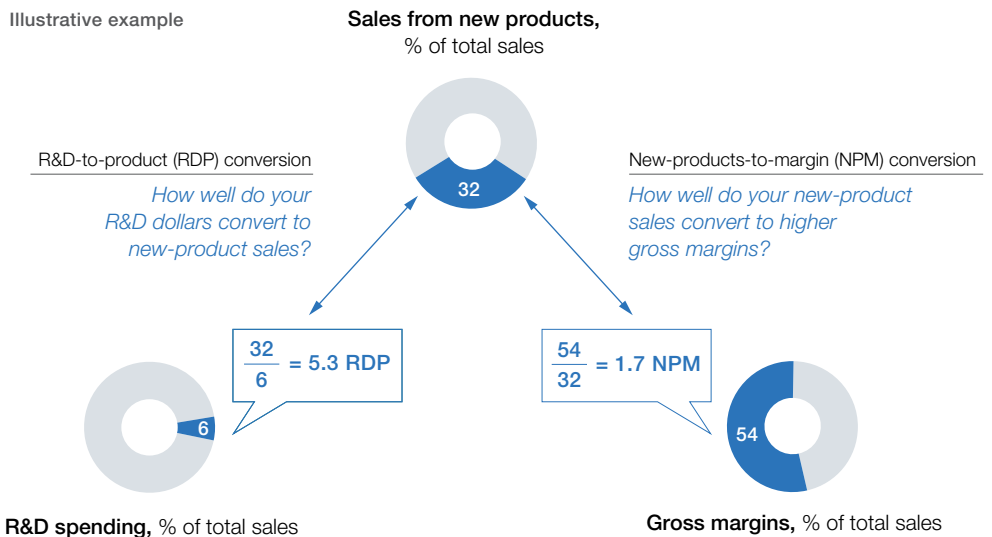 Illustrative example
Sales from new products,
% of total sales
R&D-to-product (RDP) conversion
How well do your
R&D dollars convert to
new-product sales?
32
New-products-to-margin (NPM) conversion
How well do your new-product
sales convert to higher
gross margins?
32
6
= 5.3 RDP
54
32
= 1.7 NPM
6
54
R&D spending, % of total sales
Gross margins, % of total sales